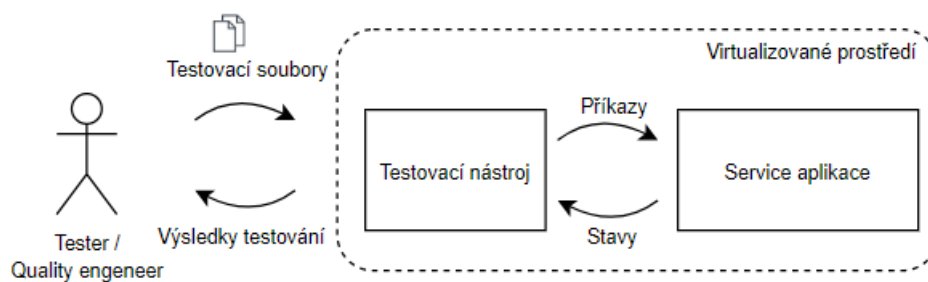 Testovací soubory
Virtualizované prostředí
Příkazy
Testovací nástroj
Service aplikace
Výsledky testování
Stavy
Tester /
Quality engeneer